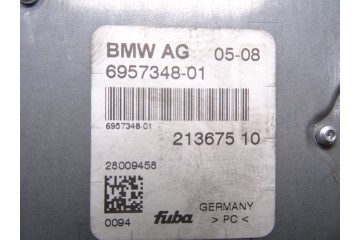 BMW AG 05-08
6957348-01
6957348-01
213675 10
28009458
0094 fuba GERMANY
> PC <